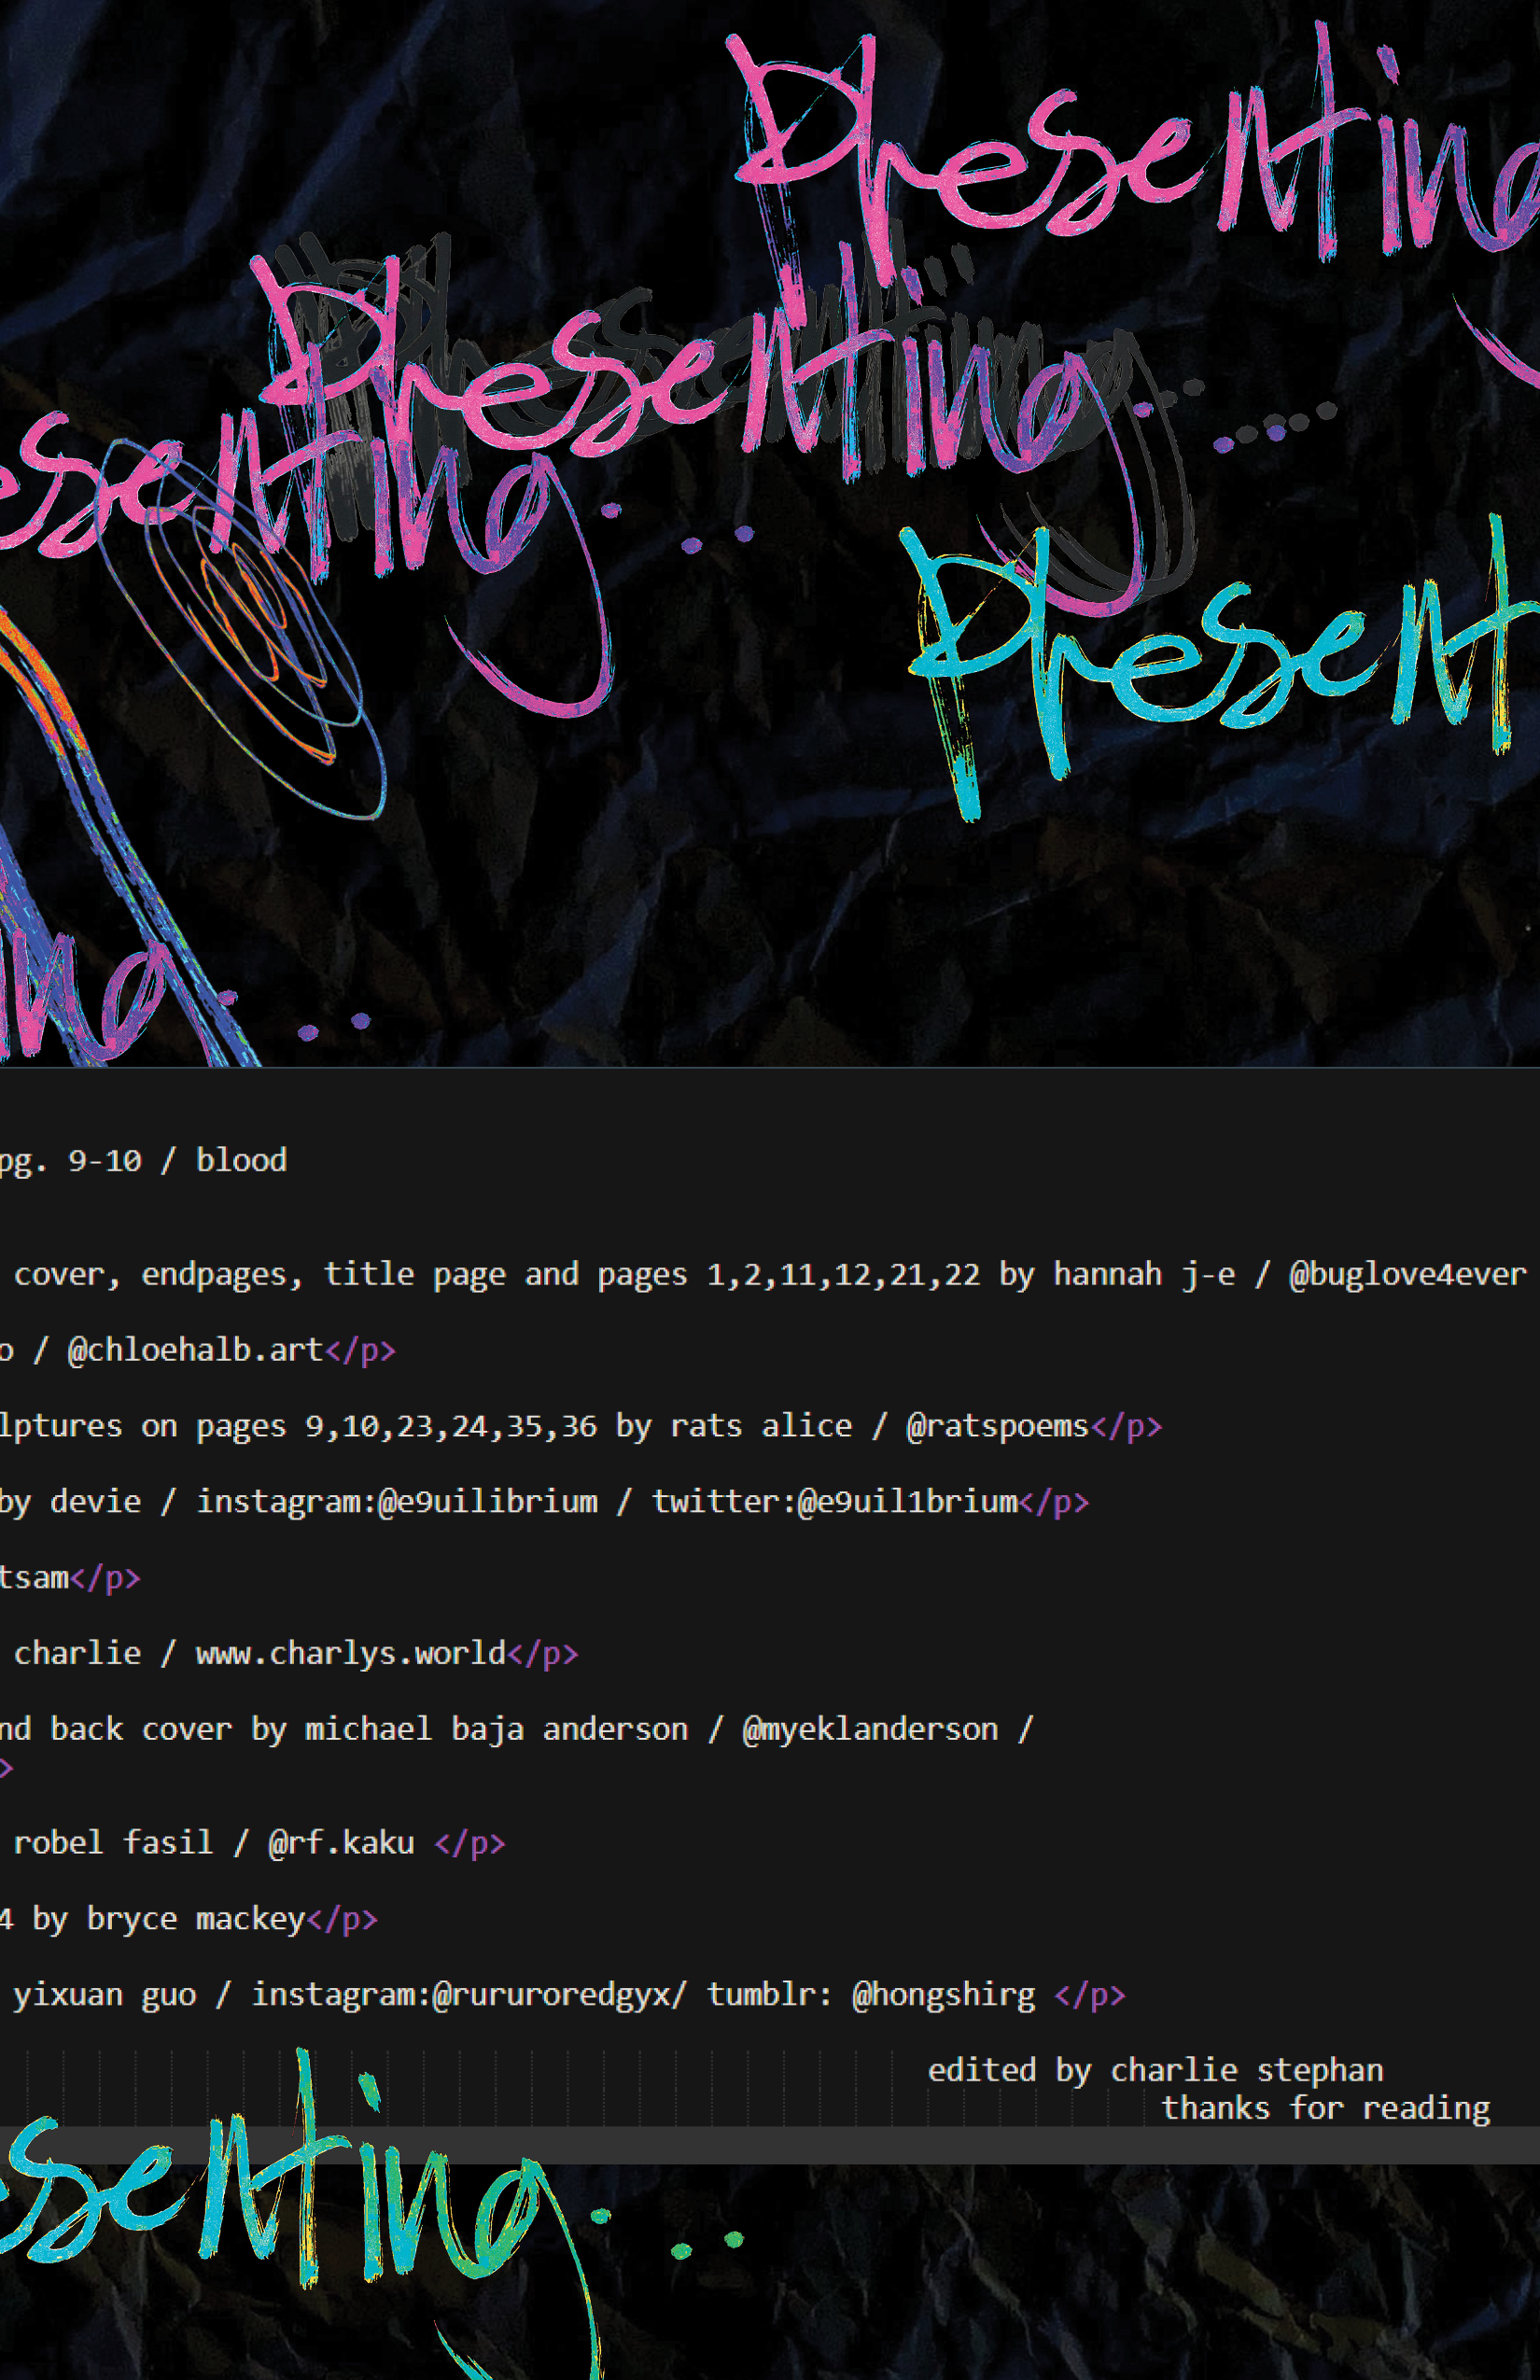 Presenting
Presenting...
esenting...
Present
ing...
pg. 9-10 / blood
cover, endpages, title page and pages 1,2,11,12,21,22 by hannah j-e / @buglove4ever
o / @chloehalb.art</p>
lptures on pages 9,10,23,24,35,36 by rats alice / @ratspoems</p>
by devie / instagram:@e9uilibrium / twitter:@e9uil1brium</p>
tsam</p>
charlie / www.charlys.world</p>
nd back cover by michael baja anderson / @myeklanderson /
>
robel fasil / @rf.kaku </p>
4 by bryce mackey</p>
yixuan guo / instagram:@rururoredgyx/ tumblr: @hongshirg </p>
edited by charlie stephan
thanks for reading
esenting...